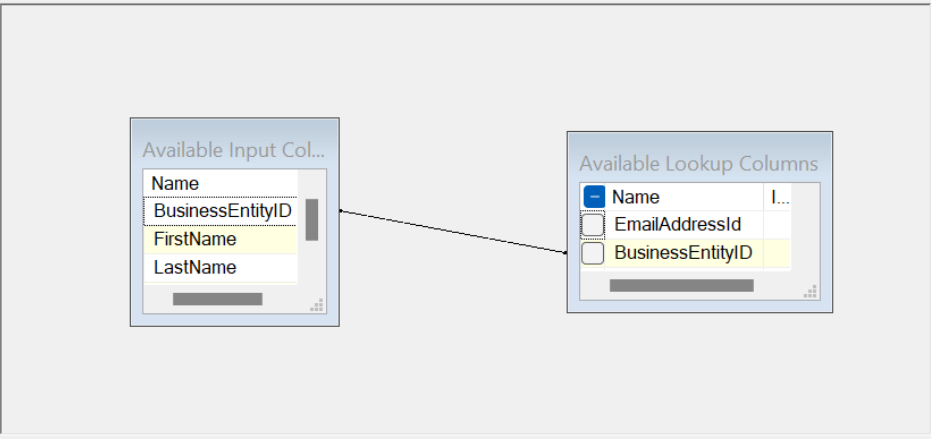 Available Input Col...
Name
BusinessEntityID
FirstName
LastName
Available Lookup Columns
Name I...
EmailAddressId
BusinessEntityID